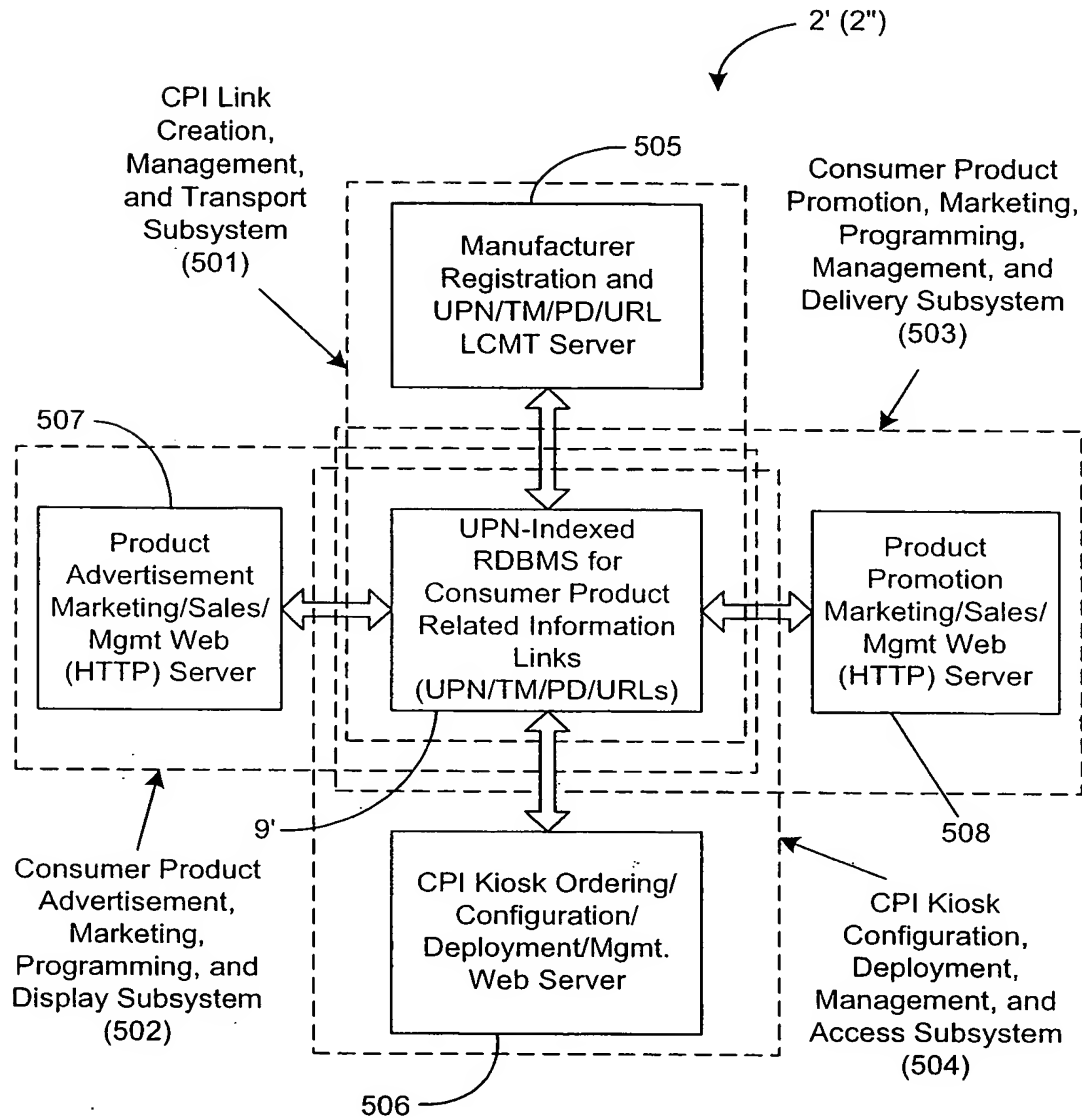 2' (2")
CPI Link
Creation,
Management,
and Transport
Subsystem
(501)
505
Consumer Product
Promotion, Marketing,
Programming,
Management, and
Delivery Subsystem
(503)
Manufacturer
Registration and
UPN/TM/PD/URL
LCMT Server
507
Product
Advertisement
Marketing/Sales/
Mgmt Web
(HTTP) Server
UPN-Indexed
RDBMS for
Consumer Product
Related Information
Links
(UPN/TM/PD/URLs)
Product
Promotion
Marketing/Sales/
Mgmt Web
(HTTP) Server
9'
508
Consumer Product
Advertisement,
Marketing,
Programming, and
Display Subsystem
(502)
CPI Kiosk Ordering/
Configuration/
Deployment/Mgmt.
Web Server
CPI Kiosk
Configuration,
Deployment,
Management, and
Access Subsystem
(504)
506